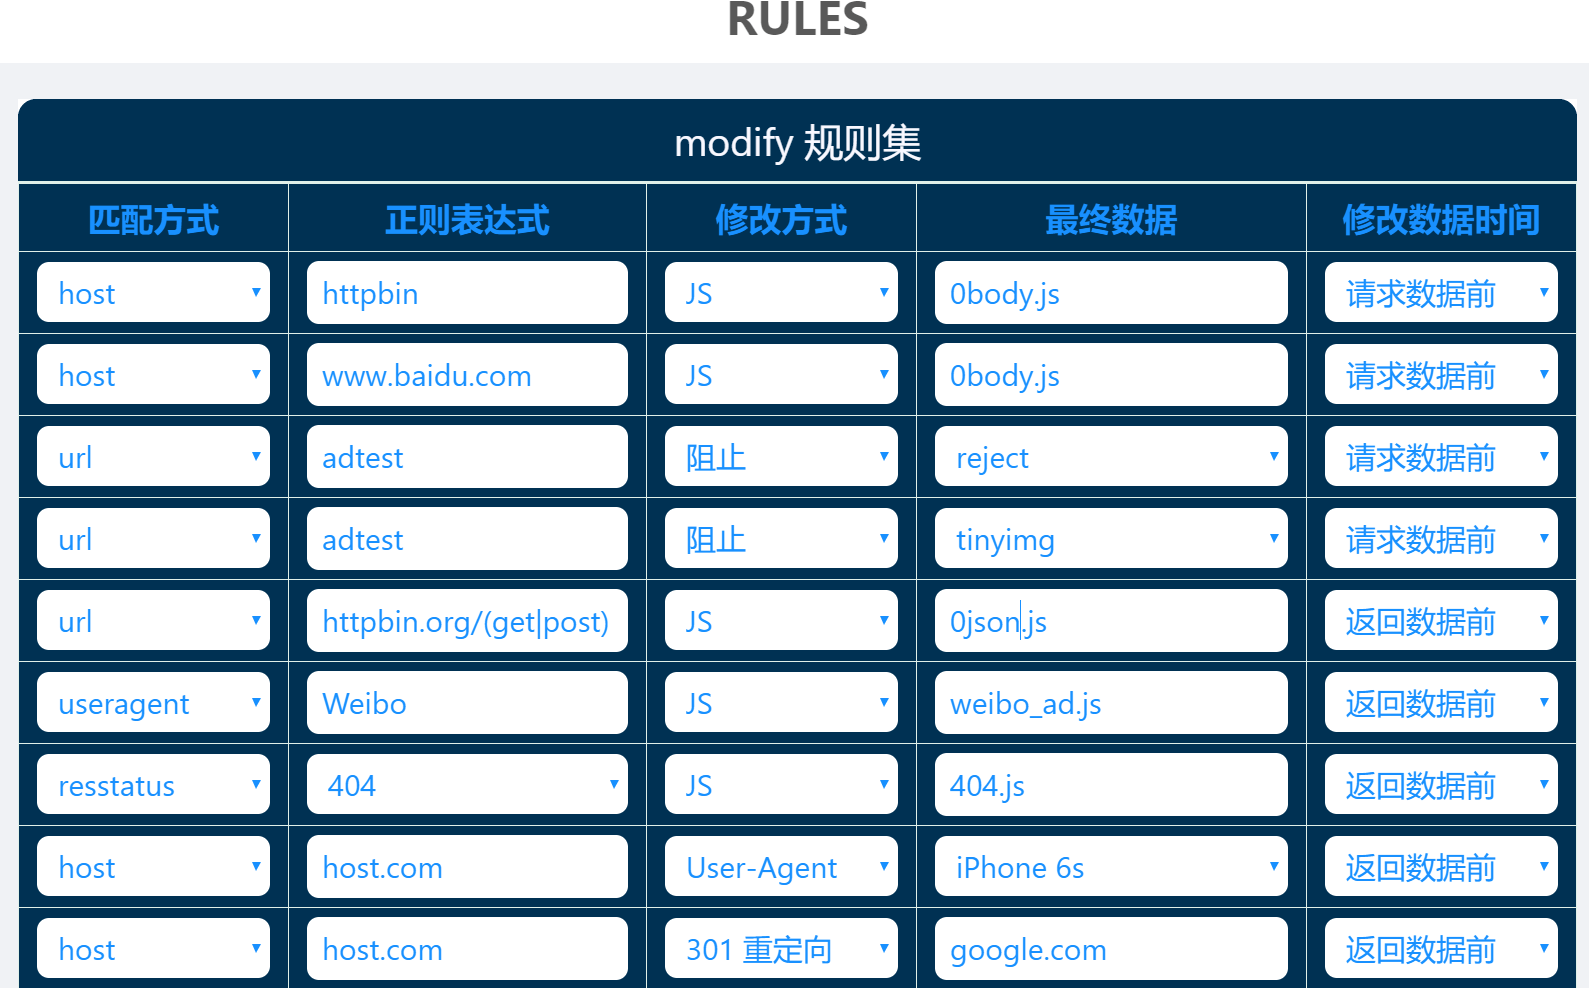 RULES
modify 规则集
匹配方式 正则表达式 修改方式 最终数据 修改数据时间
host httpbin JS 0body.js 请求数据前
host www.baidu.com JS 0body.js 请求数据前
url adtest 阻止 reject 请求数据前
url adtest 阻止 tinyimg 请求数据前
url httpbin.org/(get|post) JS 0json.js 返回数据前
useragent Weibo JS weibo_ad.js 返回数据前
resstatus 404 JS 404.js 返回数据前
host host.com User-Agent iPhone 6s 返回数据前
host host.com 301 重定向 google.com 返回数据前